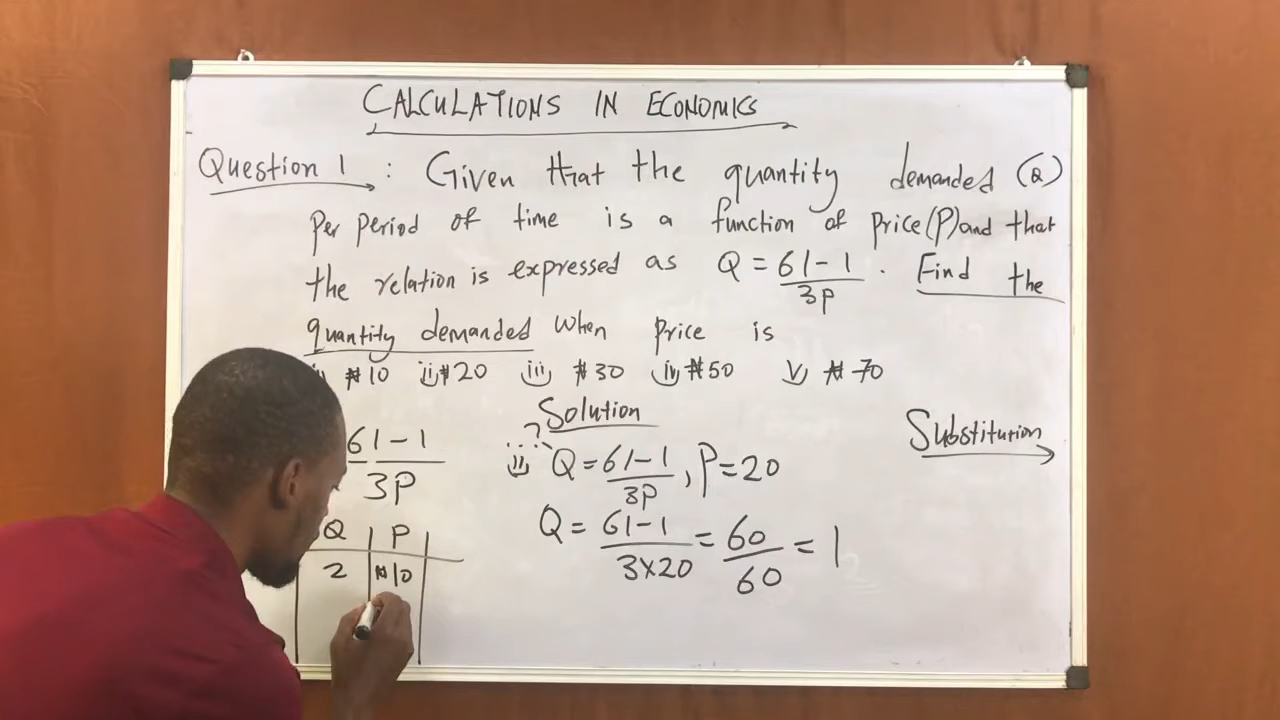 CALCULATIONS IN ECONOMICS
Question 1 : Given that the quantity demanded (Q)
Per period of time is a function of price(P)and that
the relation is expressed as Q = 61-1 . Find the
3P
quantity demanded when price is
₦10 ii) ₦20 iii) ₦30 iv) ₦50 V) ₦70
Solution
Substitution
61-1
3P
ii) Q = 61-1 , P=20
3P
Q = 61-1 = 60 = 1
3x20 60
Q P
2 ₦10